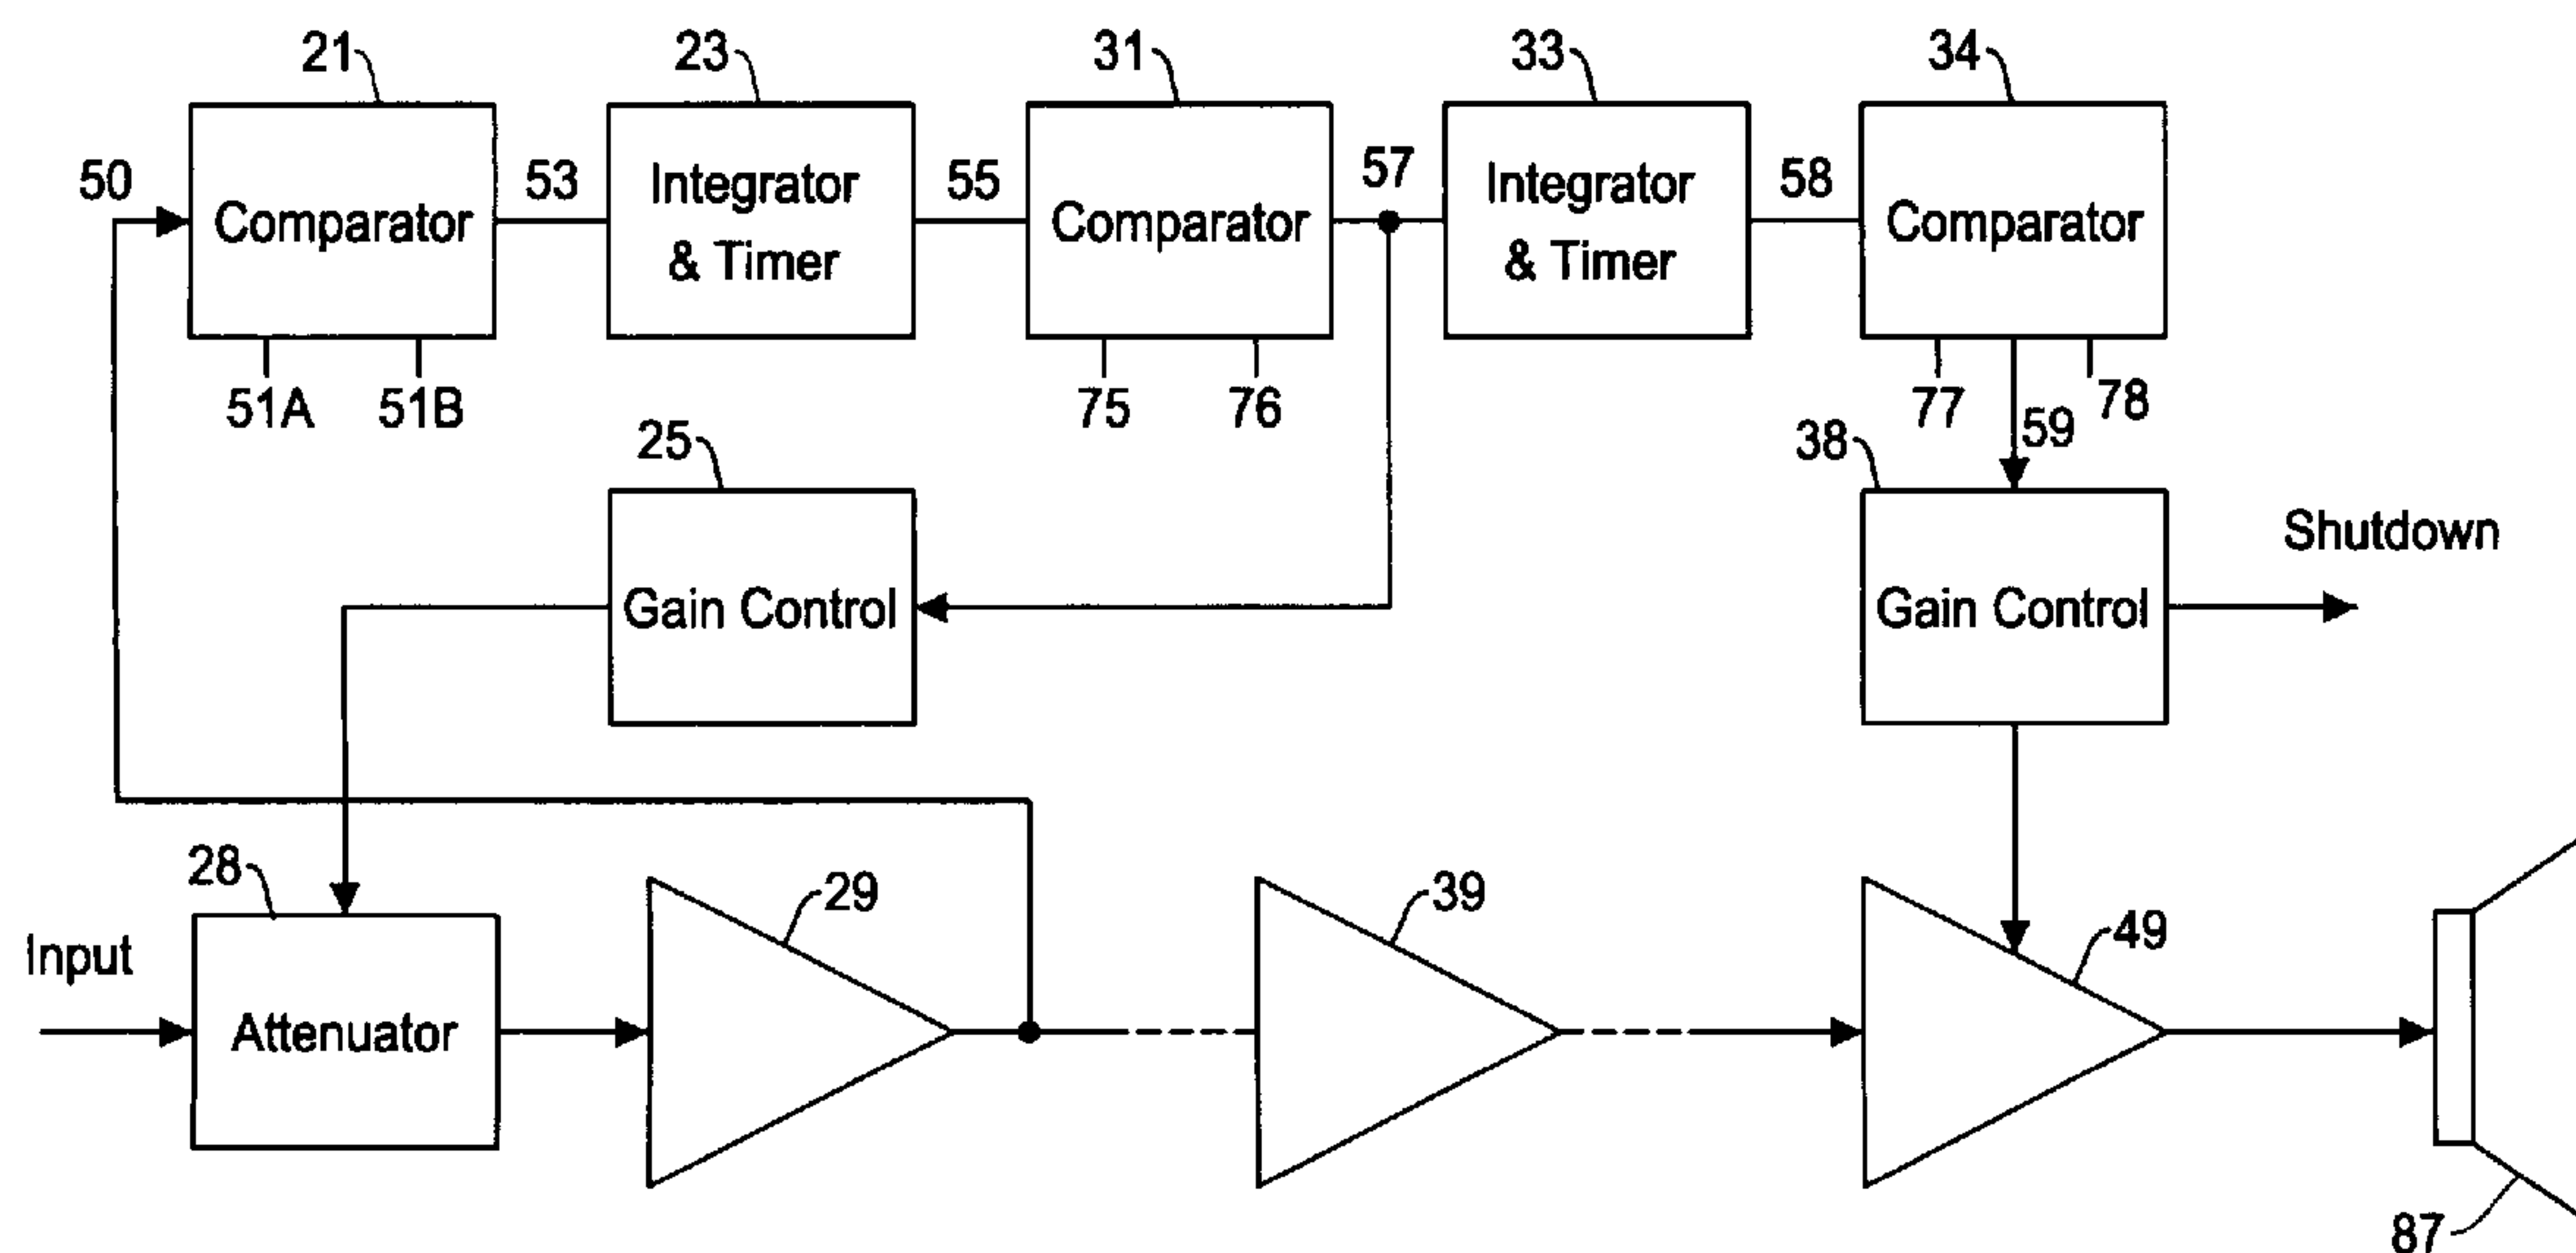 21
23
31
33
34
50
Comparator
53
Integrator
& Timer
55
Comparator
57
Integrator
& Timer
58
Comparator
51A
51B
75
76
77
59
78
25
Gain Control
38
Gain Control
Shutdown
28
29
39
49
Input
Attenuator
87